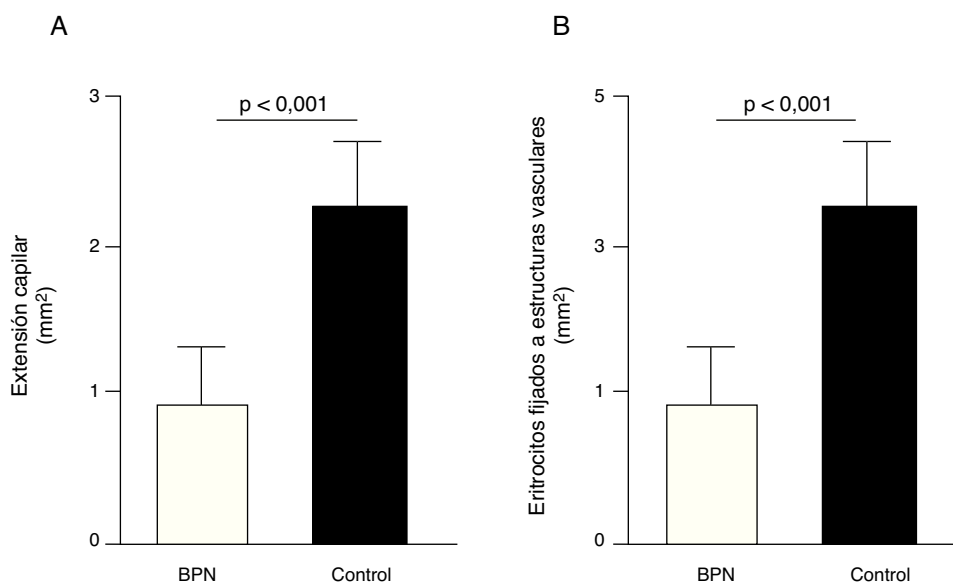 A
3
2
1
0
Extensión capilar
(mm²)
p < 0,001
BPN
Control
B
5
3
1
0
Eritrocitos fijados a estructuras vasculares
(mm²)
p < 0,001
BPN
Control